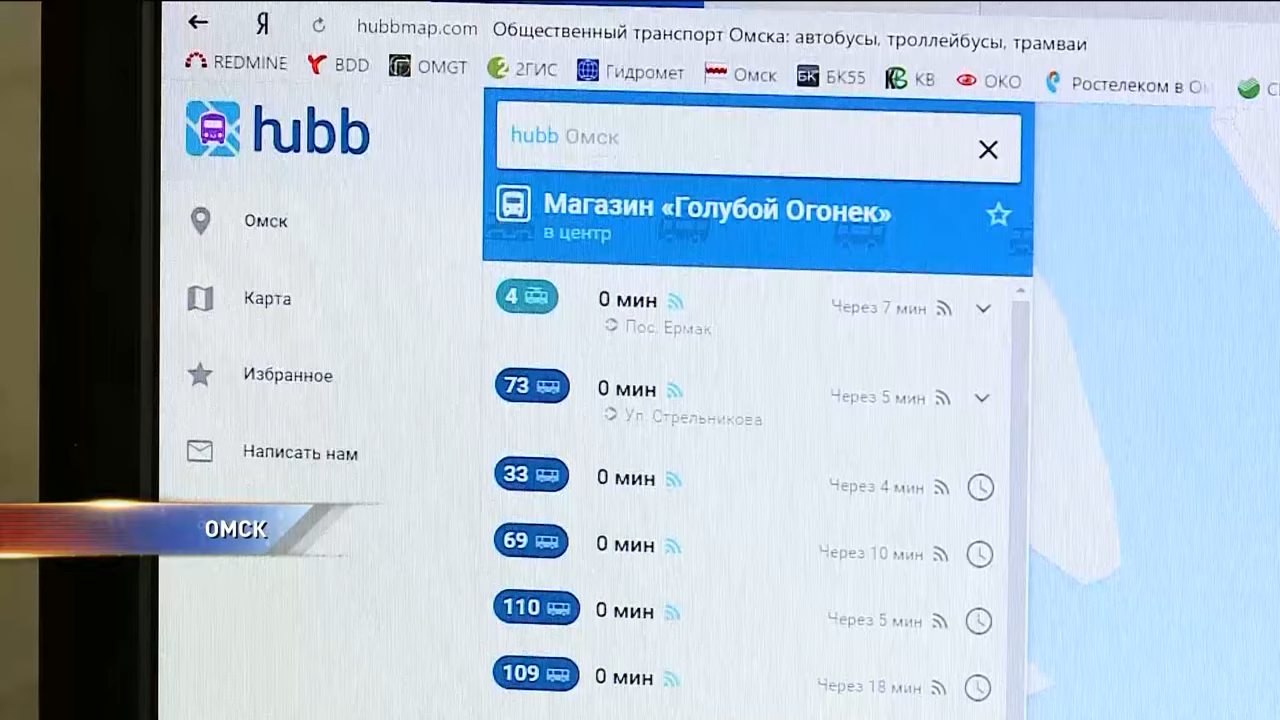 hubbmap.com Общественный транспорт Омска: автобусы, троллейбусы, трамваи
REDMINE BDD OMGT 2ГИС Гидромет Омск БК БК55 КВ ОКО Ростелеком в
hubb
hubb Омск
Магазин «Голубой Огонек»
в центр
Омск
Карта
Избранное
Написать нам
4 0 мин Через 7 мин
Пос. Ермак
73 0 мин Через 5 мин
Ул. Стрельникова
33 0 мин Через 4 мин
69 0 мин Через 10 мин
110 0 мин Через 5 мин
109 0 мин Через 18 мин
ОМСК